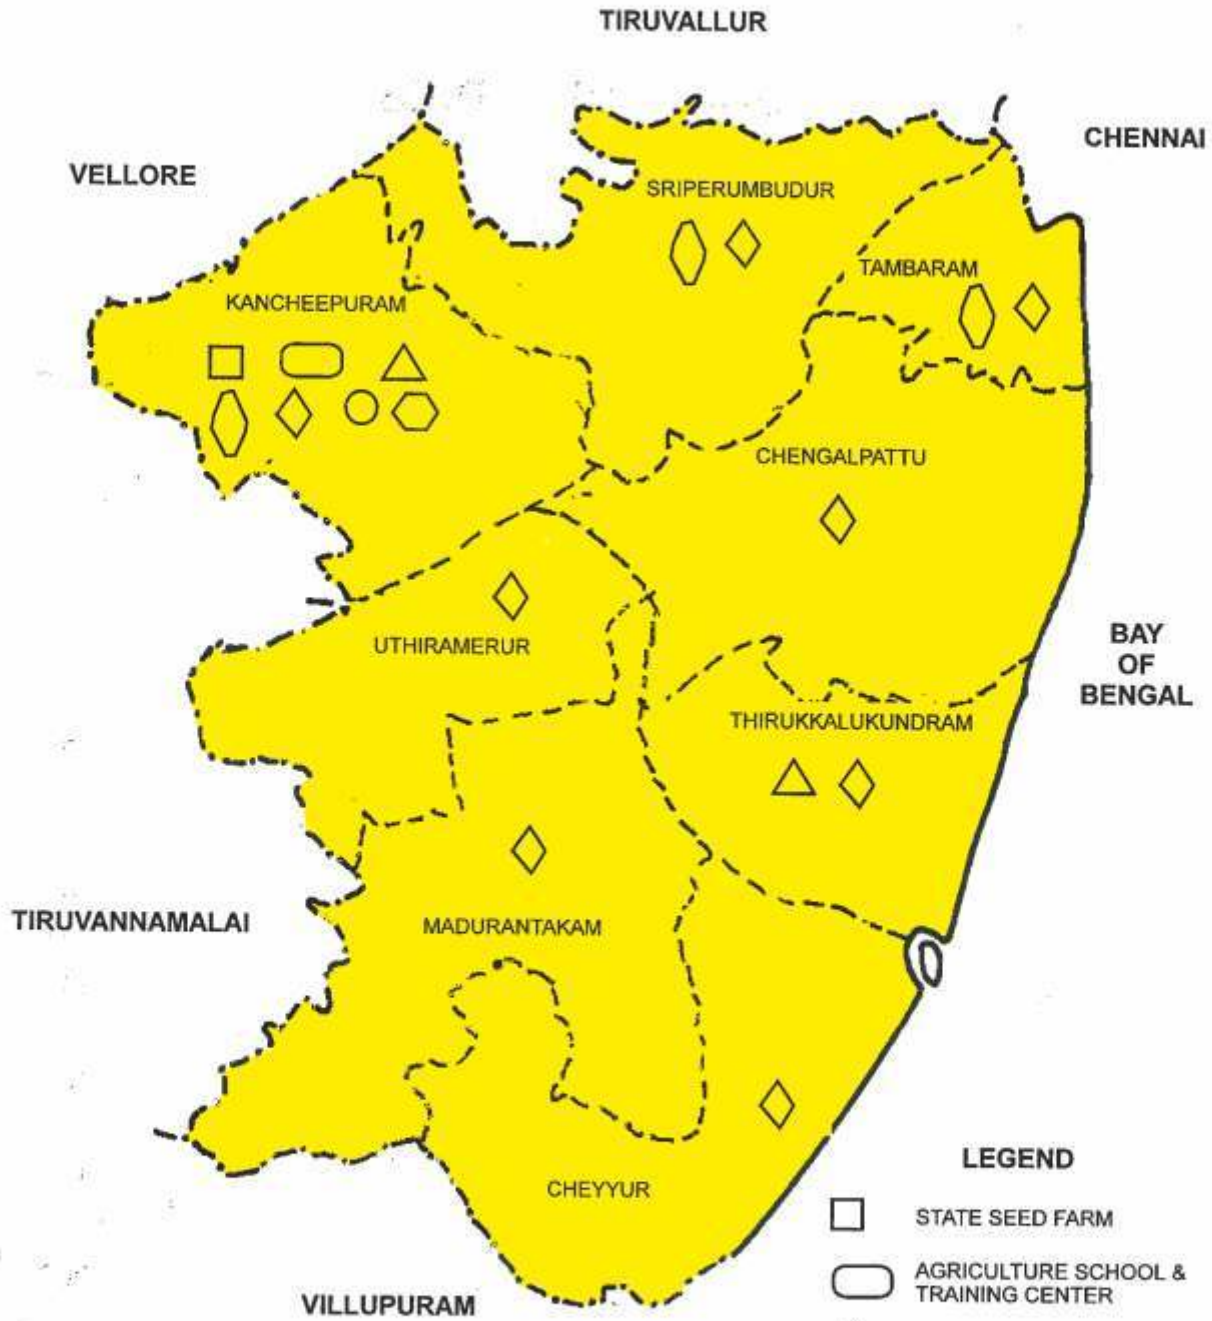 TIRUVALLUR
CHENNAI
VELLORE
SRIPERUMBUDUR
TAMBARAM
KANCHEEPURAM
CHENGALPATTU
UTHIRAMERUR
BAY
OF
BENGAL
THIRUKKALUKUNDRAM
TIRUVANNAMALAI
MADURANTAKAM
CHEYYUR
VILLUPURAM
LEGEND
STATE SEED FARM
AGRICULTURE SCHOOL &
TRAINING CENTER